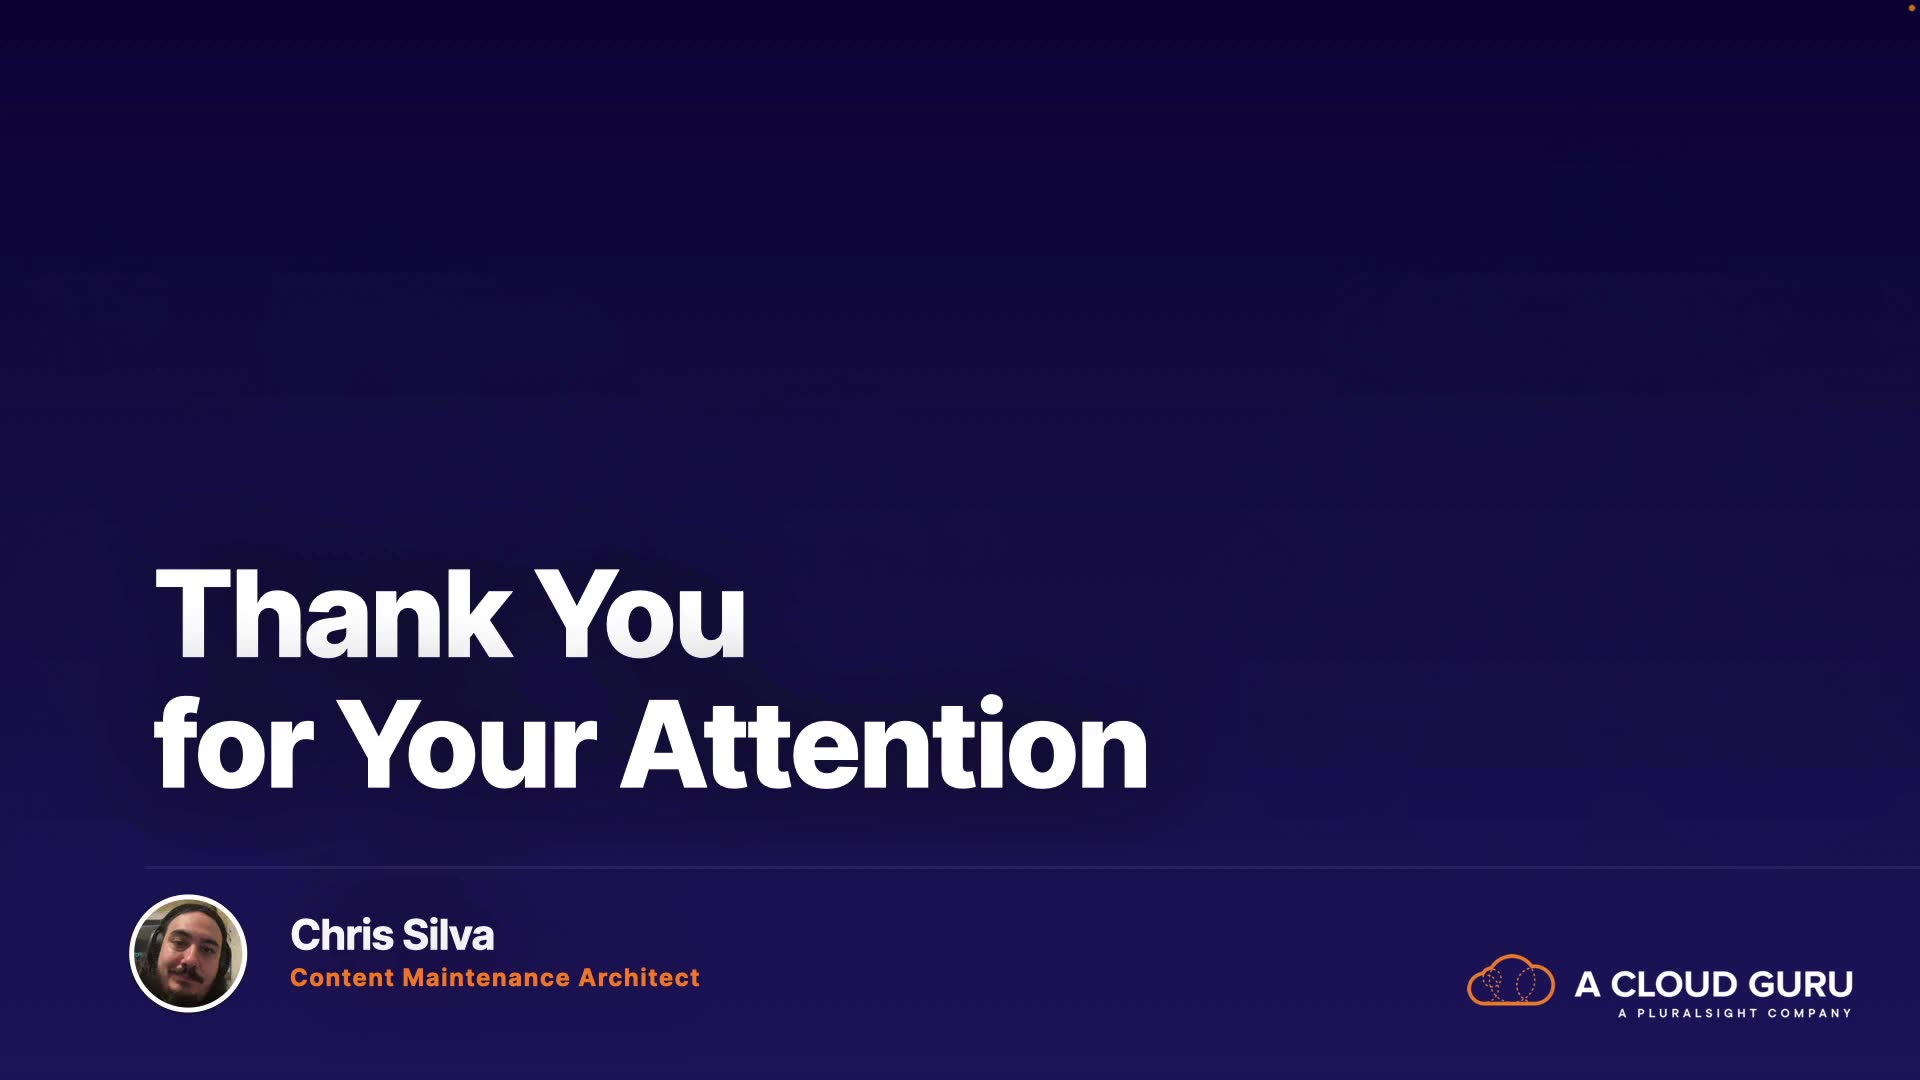 Thank You
for Your Attention
Chris Silva
Content Maintenance Architect
A CLOUD GURU
A PLURALSIGHT COMPANY